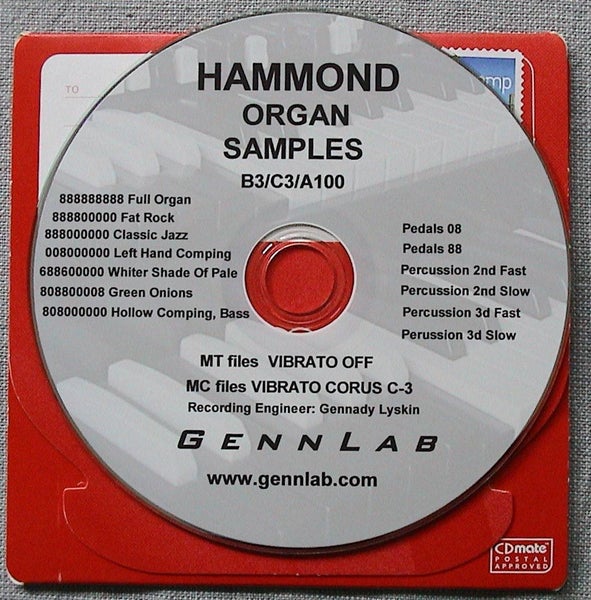 HAMMOND
ORGAN
SAMPLES
B3/C3/A100
888888888 Full Organ
888800000 Fat Rock
888000000 Classic Jazz
008000000 Left Hand Comping
688600000 Whiter Shade Of Pale
808800008 Green Onions
808000000 Hollow Comping, Bass
Pedals 08
Pedals 88
Percussion 2nd Fast
Percussion 2nd Slow
Percussion 3d Fast
Perussion 3d Slow
MT files VIBRATO OFF
MC files VIBRATO CORUS C-3
Recording Engineer: Gennady Lyskin
GENNLAB
www.gennlab.com
TO
CDmate™
POSTAL
APPROVED